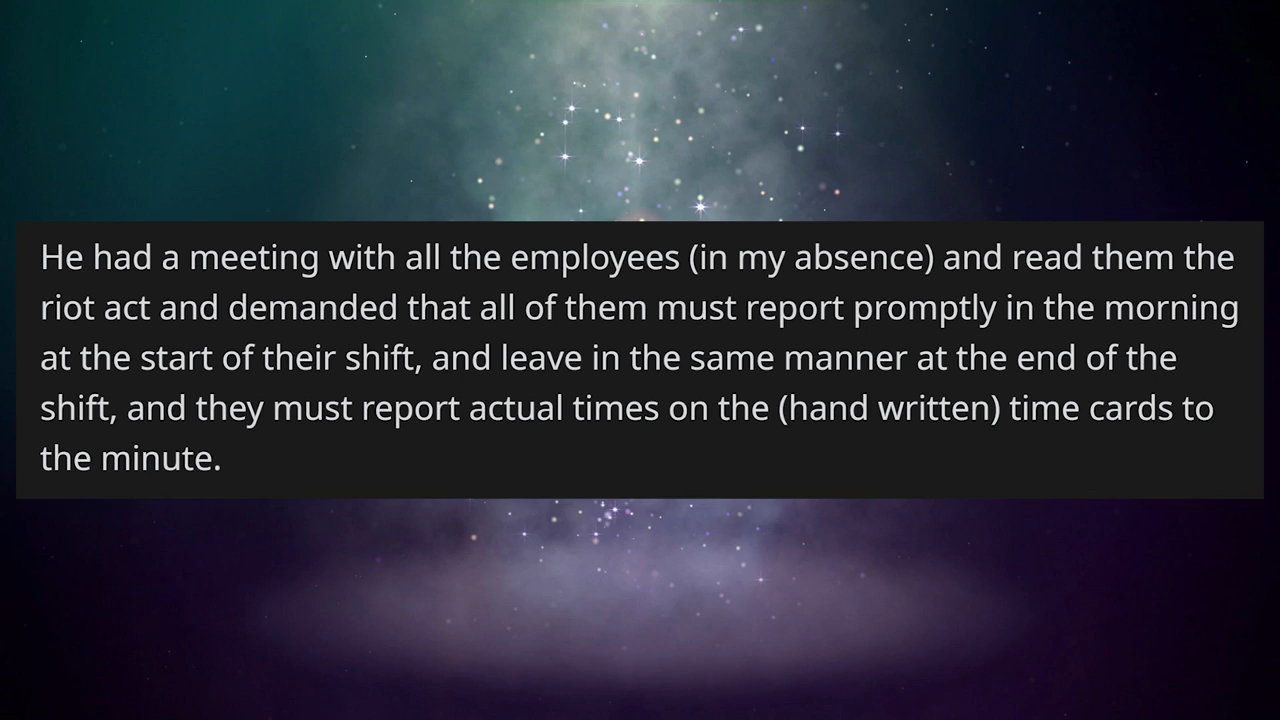 He had a meeting with all the employees (in my absence) and read them the
riot act and demanded that all of them must report promptly in the morning
at the start of their shift, and leave in the same manner at the end of the
shift, and they must report actual times on the (hand written) time cards to
the minute.